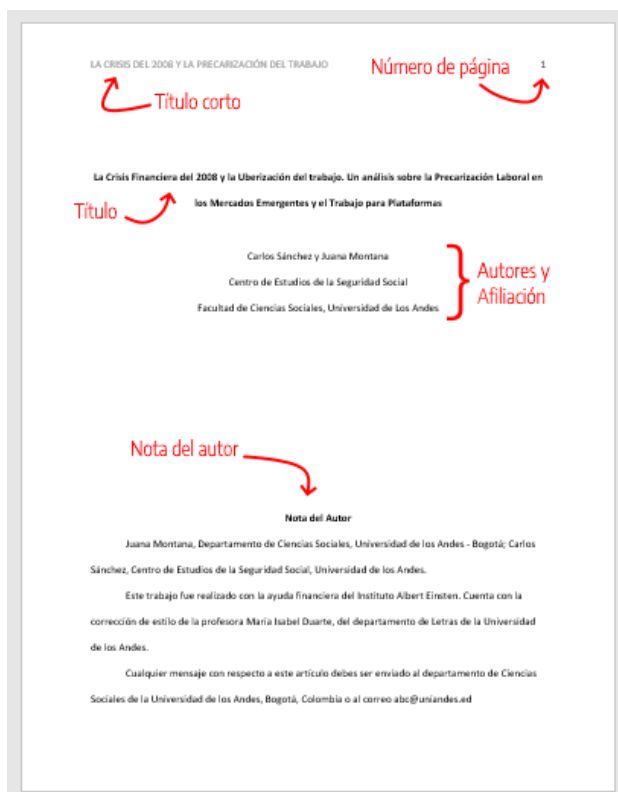 LA CRISIS DEL 2008 Y LA PRECARIZACIÓN DEL TRABAJO
Número de página
1
Título corto
La Crisis Financiera del 2008 y la Uberización del trabajo. Un análisis sobre la Precarización Laboral en
los Mercados Emergentes y el Trabajo para Plataformas
Título
Carlos Sánchez y Juana Montana
Centro de Estudios de la Seguridad Social
Facultad de Ciencias Sociales, Universidad de Los Andes
Autores y
Afiliación
Nota del autor
Nota del Autor
Juana Montana, Departamento de Ciencias Sociales, Universidad de los Andes - Bogotá; Carlos
Sánchez, Centro de Estudios de la Seguridad Social, Universidad de los Andes.
Este trabajo fue realizado con la ayuda financiera del Instituto Albert Einsten. Cuenta con la
corrección de estilo de la profesora María Isabel Duarte, del departamento de Letras de la Universidad
de los Andes.
Cualquier mensaje con respecto a este artículo debes ser enviado al departamento de Ciencias
Sociales de la Universidad de los Andes, Bogotá, Colombia o al correo abc@uniandes.ed